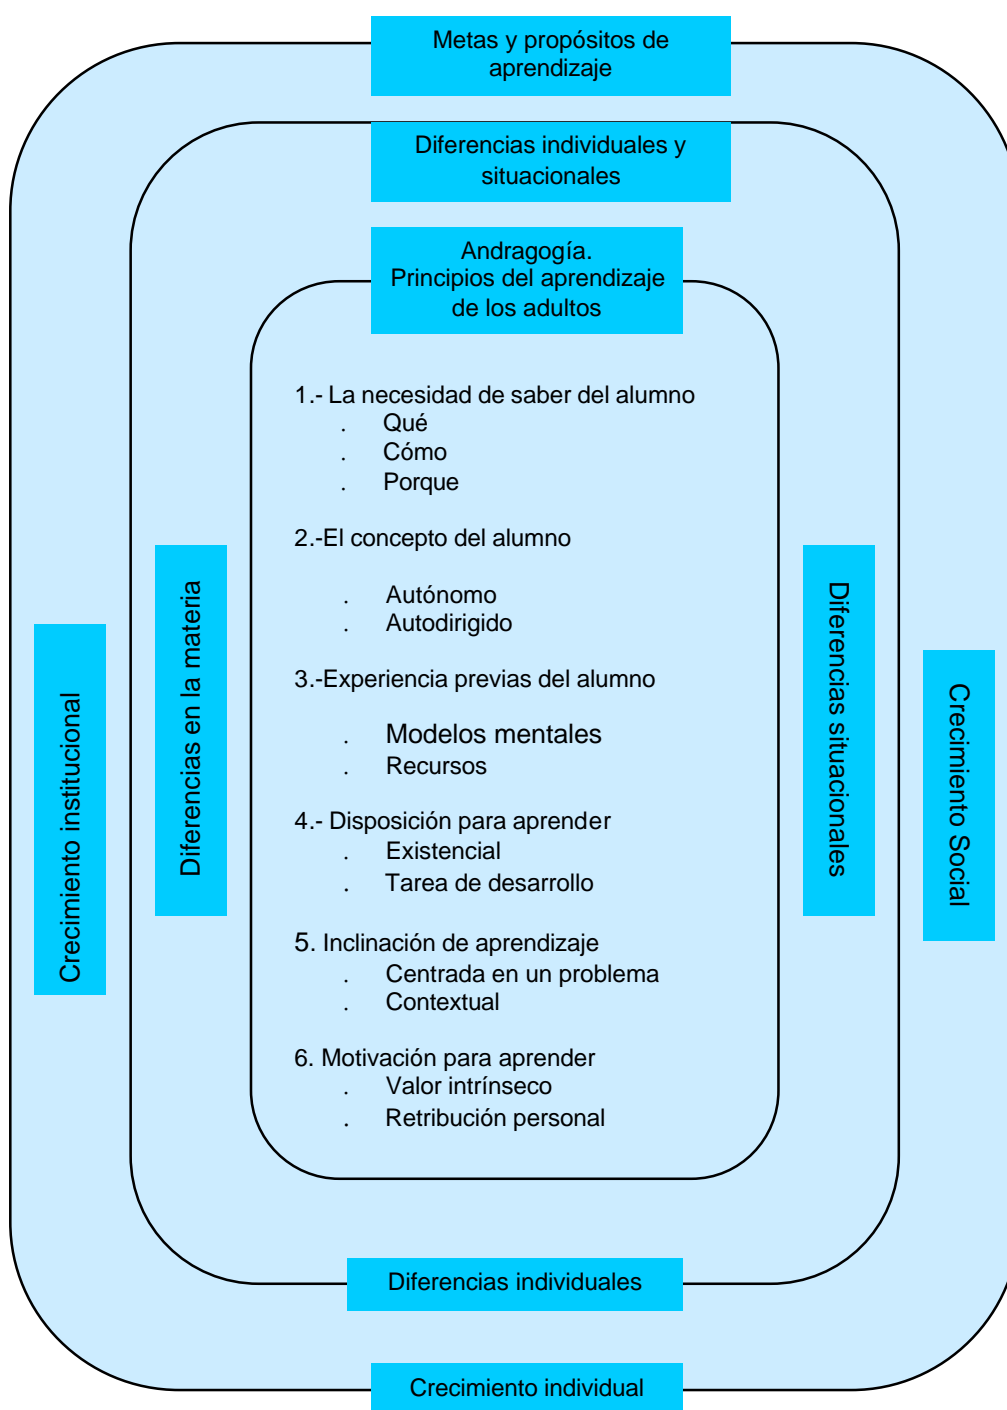 Metas y propósitos de
aprendizaje
Diferencias individuales y
situacionales
Andragogía.
Principios del aprendizaje
de los adultos
1.- La necesidad de saber del alumno
. Qué
. Cómo
. Porque
2.-El concepto del alumno
. Autónomo
. Autodirigido
3.-Experiencia previas del alumno
. Modelos mentales
. Recursos
4.- Disposición para aprender
. Existencial
. Tarea de desarrollo
5. Inclinación de aprendizaje
. Centrada en un problema
. Contextual
6. Motivación para aprender
. Valor intrínseco
. Retribución personal
Crecimiento institucional
Diferencias en la materia
Diferencias situacionales
Crecimiento Social
Diferencias individuales
Crecimiento individual